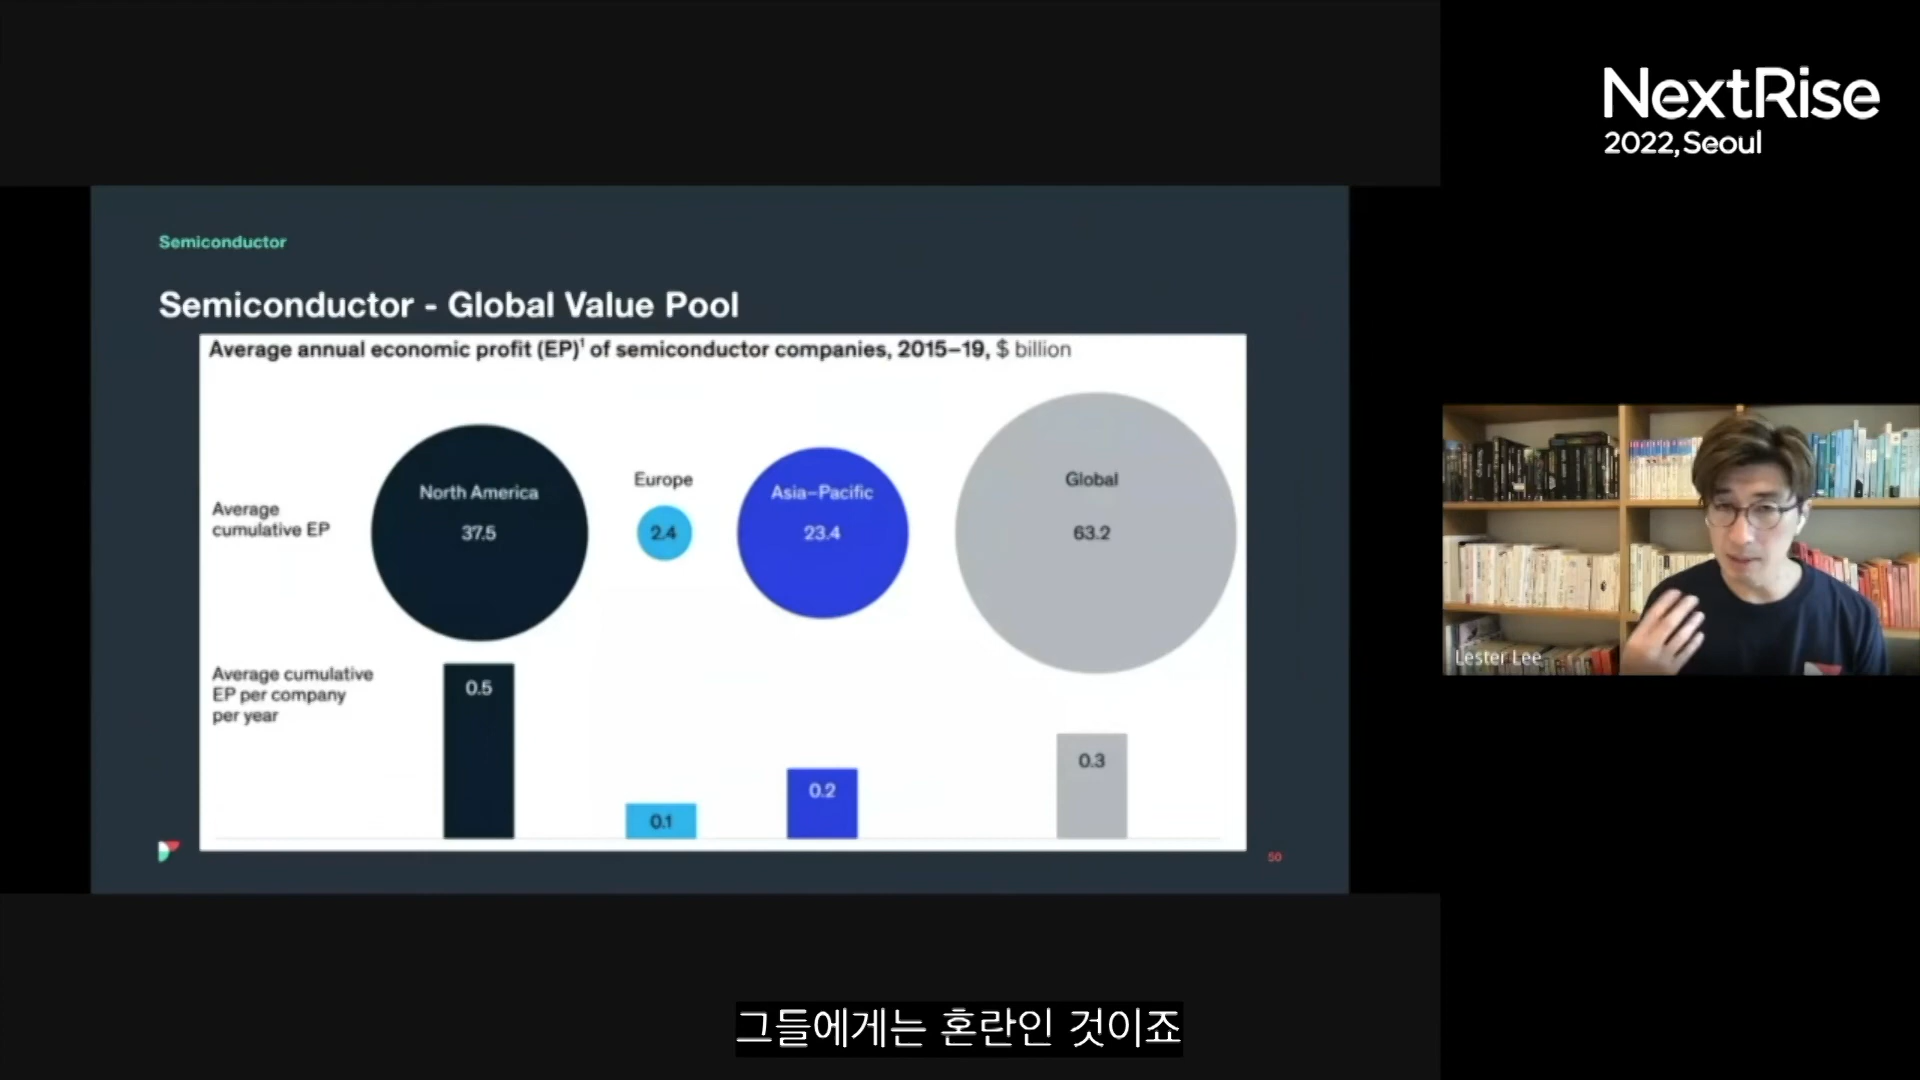 NextRise
2022, Seoul
Semiconductor
Semiconductor - Global Value Pool
Average annual economic profit (EP)¹ of semiconductor companies, 2015–19, $ billion
Average
cumulative EP
North America
37.5
Europe
2.4
Asia–Pacific
23.4
Global
63.2
Average cumulative
EP per company
per year
0.5
0.1
0.2
0.3
50
Lester Lee
그들에게는 혼란인 것이죠